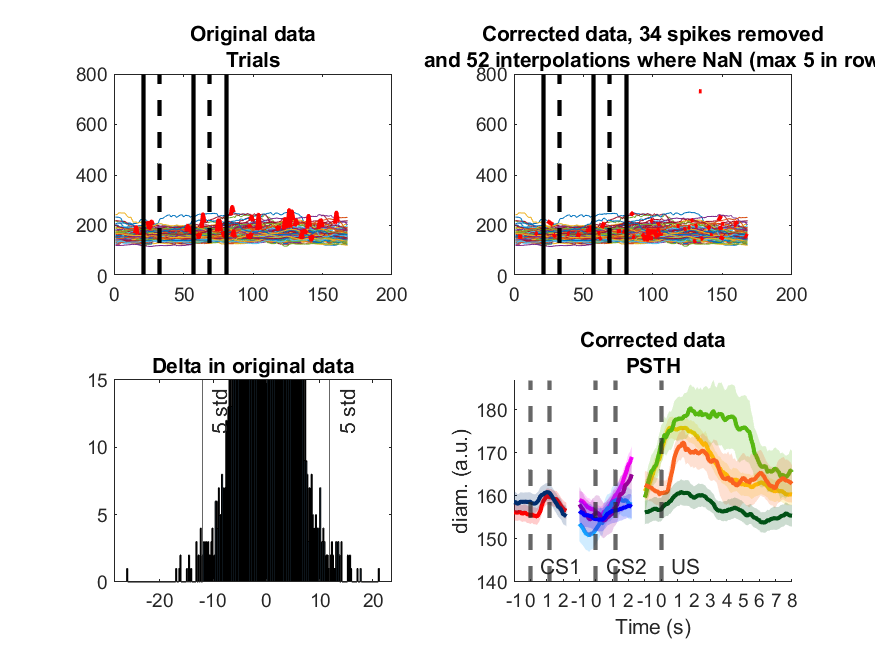 Original data
Trials
800
600
400
200
0
0 50 100 150 200
Corrected data, 34 spikes removed
and 52 interpolations where NaN (max 5 in row
800
600
400
200
0
0 50 100 150 200
Delta in original data
15
10
5
0
5 std
5 std
-20 -10 0 10 20
Corrected data
PSTH
diam. (a.u.)
180
170
160
150
140
CS1 CS2 US
-1 0 1 2 -1 0 1 2 -1 0 1 2 3 4 5 6 7 8
Time (s)